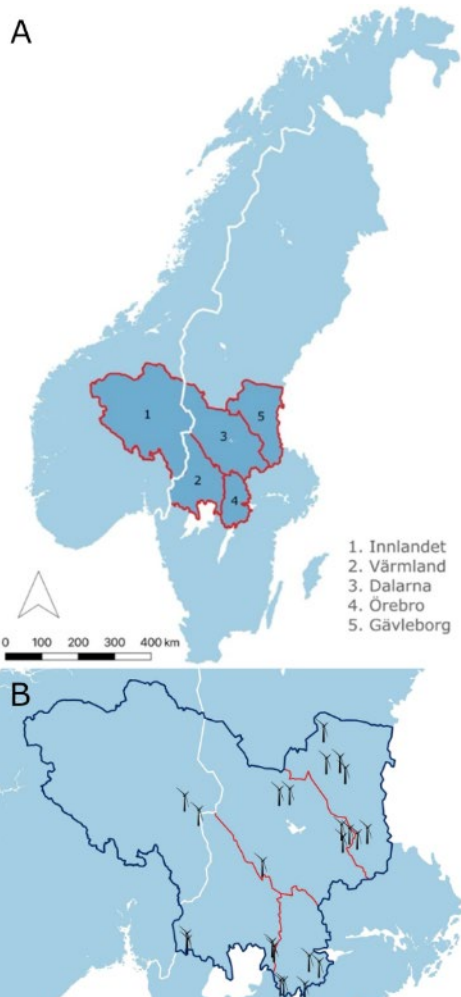 A
1
5
3
2
4
1. Innlandet
2. Värmland
3. Dalarna
4. Örebro
5. Gävleborg
0 100 200 300 400 km
B